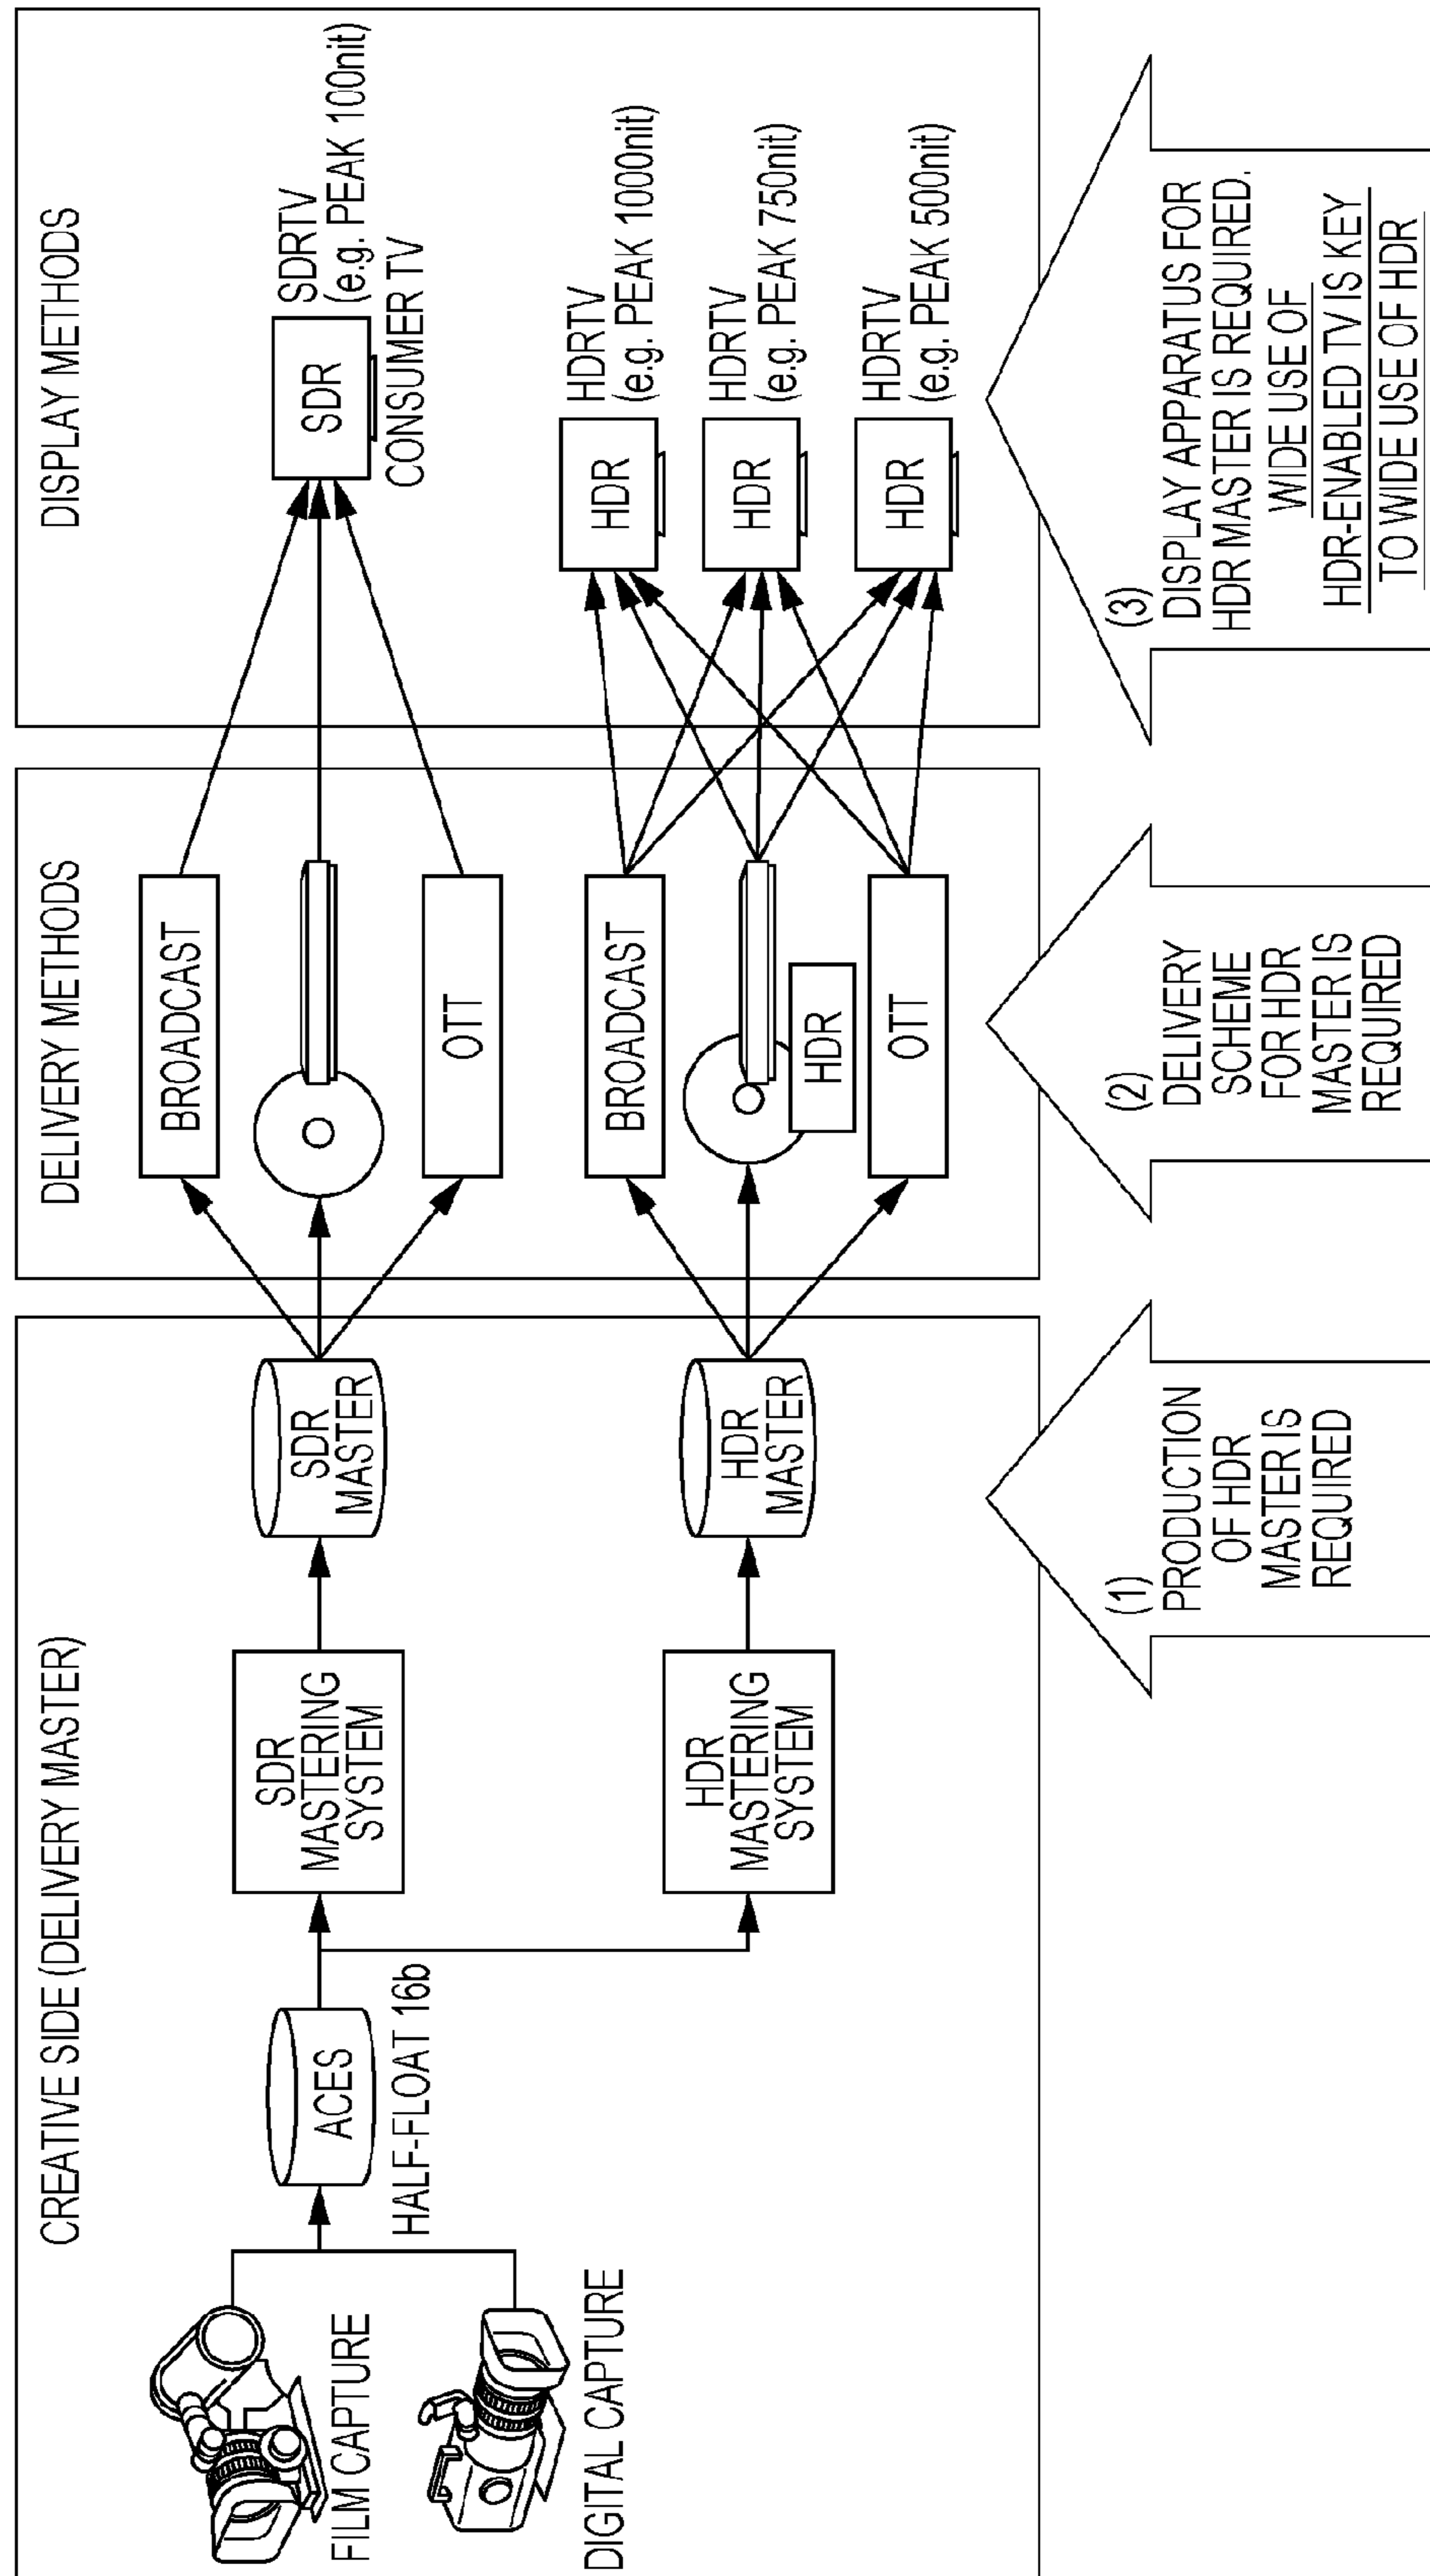 CREATIVE SIDE (DELIVERY MASTER)
FILM CAPTURE
DIGITAL CAPTURE
ACES
HALF-FLOAT 16b
SDR
MASTERING
SYSTEM
SDR
MASTER
HDR
MASTERING
SYSTEM
HDR
MASTER
DELIVERY METHODS
BROADCAST
OTT
BROADCAST
HDR
OTT
DISPLAY METHODS
SDR
SDRTV
(e.g. PEAK 100nit)
CONSUMER TV
HDR
HDRTV
(e.g. PEAK 1000nit)
HDR
HDRTV
(e.g. PEAK 750nit)
HDR
HDRTV
(e.g. PEAK 500nit)
(1)
PRODUCTION
OF HDR
MASTER IS
REQUIRED
(2)
DELIVERY
SCHEME
FOR HDR
MASTER IS
REQUIRED
(3)
DISPLAY APPARATUS FOR
HDR MASTER IS REQUIRED.
WIDE USE OF
HDR-ENABLED TV IS KEY
TO WIDE USE OF HDR